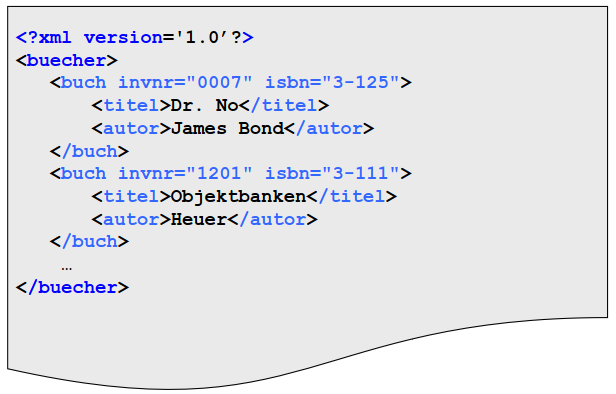 <?xml version='1.0’?>
<buecher>
<buch invnr="0007" isbn="3-125">
<titel>Dr. No</titel>
<autor>James Bond</autor>
</buch>
<buch invnr="1201" isbn="3-111">
<titel>Objektbanken</titel>
<autor>Heuer</autor>
</buch>
…
</buecher>